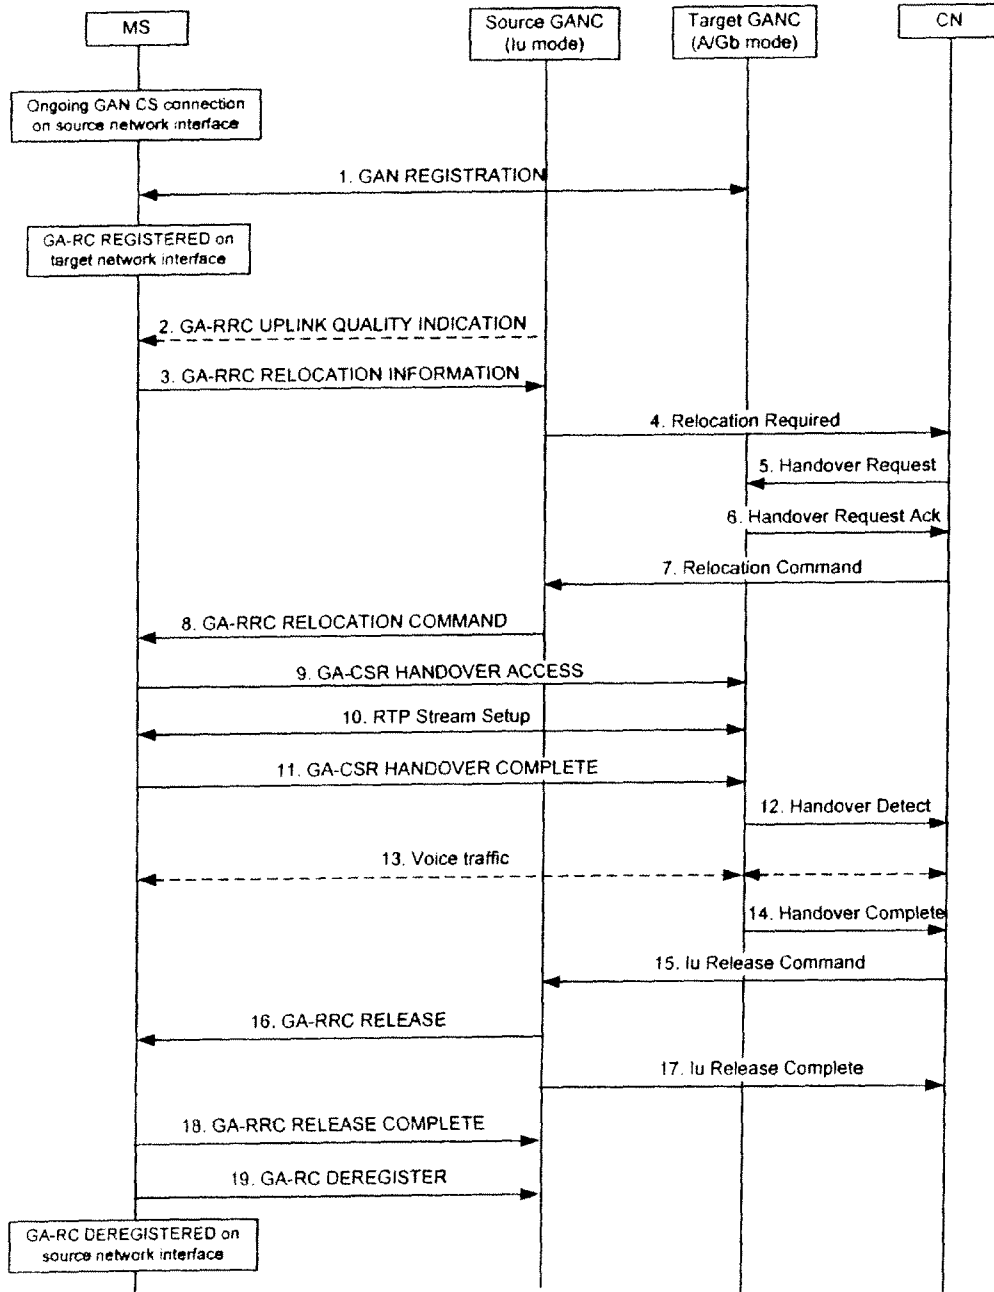 MS
Source GANC
(Iu mode)
Target GANC
(A/Gb mode)
CN
Ongoing GAN CS connection
on source network interface
1. GAN REGISTRATION
GA-RC REGISTERED on
target network interface
2. GA-RRC UPLINK QUALITY INDICATION
3. GA-RRC RELOCATION INFORMATION
4. Relocation Required
5. Handover Request
6. Handover Request Ack
7. Relocation Command
8. GA-RRC RELOCATION COMMAND
9. GA-CSR HANDOVER ACCESS
10. RTP Stream Setup
11. GA-CSR HANDOVER COMPLETE
12. Handover Detect
13. Voice traffic
14. Handover Complete
15. Iu Release Command
16. GA-RRC RELEASE
17. Iu Release Complete
18. GA-RRC RELEASE COMPLETE
19. GA-RC DEREGISTER
GA-RC DEREGISTERED on
source network interface